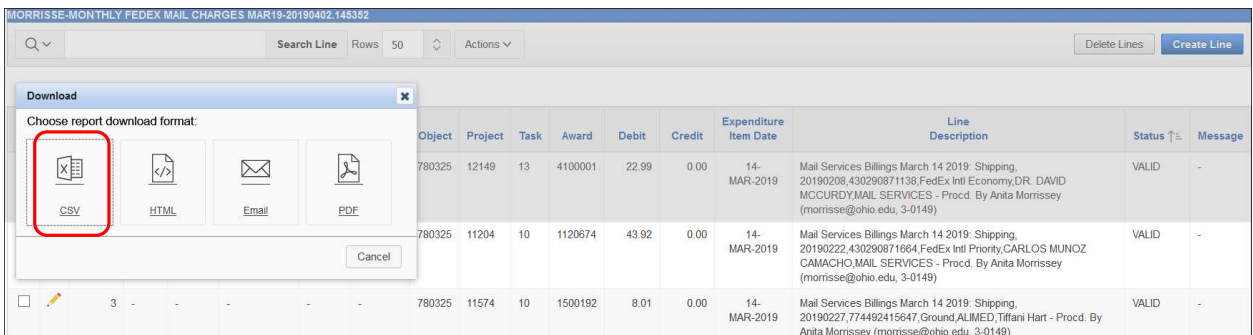 MORRISSE-MONTHLY FEDEX MAIL CHARGES MAR19-20190402.145352
Search Line Rows 50 Actions Delete Lines Create Line
Download
Choose report download format:
CSV HTML Email PDF
Cancel
Object Project Task Award Debit Credit Expenditure Item Date Line Description Status Message
780325 12149 13 4100001 22.99 0.00 14-
MAR-2019
Mail Services Billings March 14 2019: Shipping,
20190208,430290871138,FedEx Intl Economy,DR. DAVID
MCCURDY,MAIL SERVICES - Procd. By Anita Morrissey
(morrisse@ohio.edu, 3-0149)
VALID -
780325 11204 10 1120674 43.92 0.00 14-
MAR-2019
Mail Services Billings March 14 2019: Shipping,
20190222,430290871664,FedEx Intl Priority,CARLOS MUNOZ
CAMACHO,MAIL SERVICES - Procd. By Anita Morrissey
(morrisse@ohio.edu, 3-0149)
VALID -
3 - - - - - 780325 11574 10 1500192 8.01 0.00 14-
MAR-2019
Mail Services Billings March 14 2019: Shipping,
20190227,774492415647,Ground,ALIMED,Tiffani Hart - Procd. By
Anita Morrissey (morrisse@ohio.edu, 3-0149)
VALID -